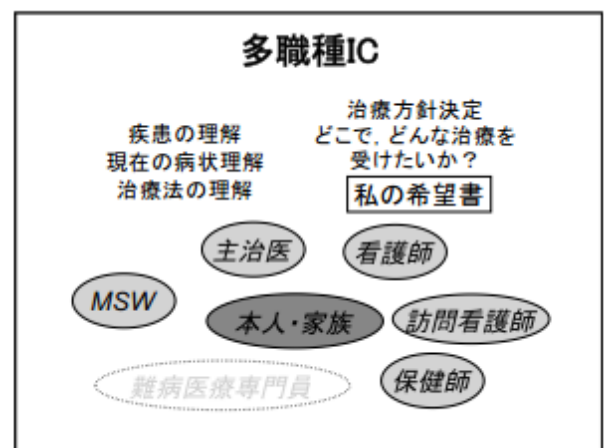 多職種IC
疾患の理解
現在の病状理解
治療法の理解
治療方針決定
どこで，どんな治療を
受けたいか？
私の希望書
主治医
看護師
MSW
本人・家族
訪問看護師
難病医療専門員
保健師